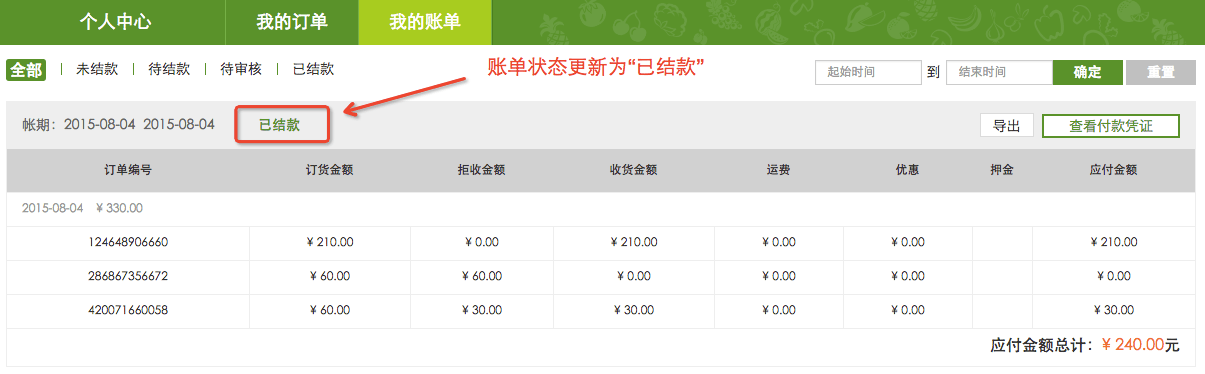 个人中心 我的订单 我的账单
全部 | 未结款 | 待结款 | 待审核 | 已结款 账单状态更新为“已结款” 起始时间 到 结束时间 确定 重置
帐期：2015-08-04 2015-08-04 已结款 导出 查看付款凭证
订单编号 订货金额 拒收金额 收货金额 运费 优惠 押金 应付金额
2015-08-04 ¥ 330.00
124648906660 ¥ 210.00 ¥ 0.00 ¥ 210.00 ¥ 0.00 ¥ 0.00 ¥ 210.00
286867356672 ¥ 60.00 ¥ 60.00 ¥ 0.00 ¥ 0.00 ¥ 0.00 ¥ 0.00
420071660058 ¥ 60.00 ¥ 30.00 ¥ 30.00 ¥ 0.00 ¥ 0.00 ¥ 30.00
应付金额总计：¥ 240.00元